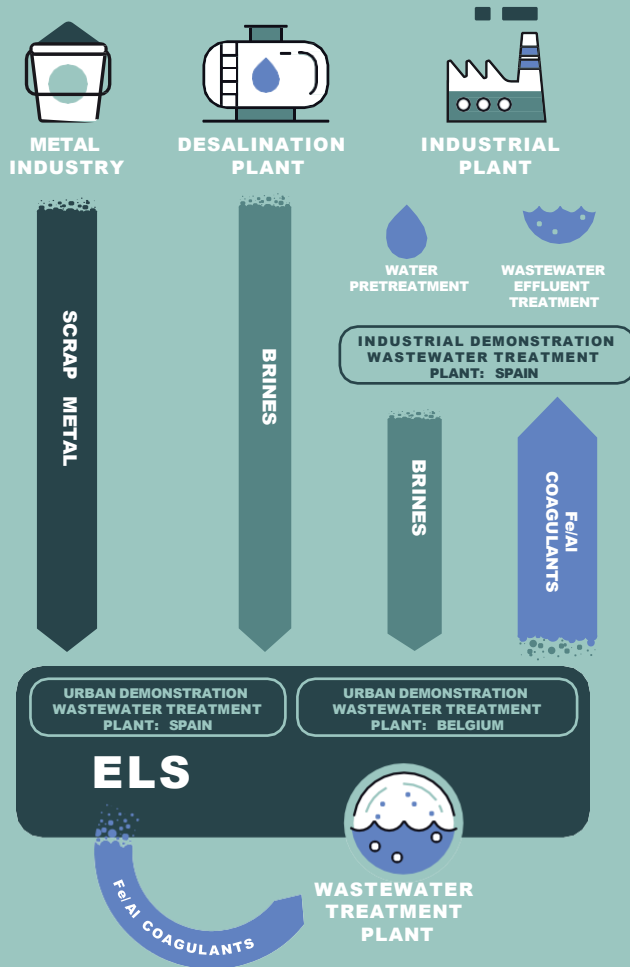 METAL
INDUSTRY
DESALINATION
PLANT
INDUSTRIAL
PLANT
WATER
PRETREATMENT
WASTEWATER
EFFLUENT
TREATMENT
INDUSTRIAL DEMONSTRATION
WASTEWATER TREATMENT
PLANT: SPAIN
SCRAP METAL
BRINES
BRINES
Fe/Al
COAGULANTS
URBAN DEMONSTRATION
WASTEWATER TREATMENT
PLANT: SPAIN
URBAN DEMONSTRATION
WASTEWATER TREATMENT
PLANT: BELGIUM
ELS
Fe/Al COAGULANTS
WASTEWATER
TREATMENT
PLANT